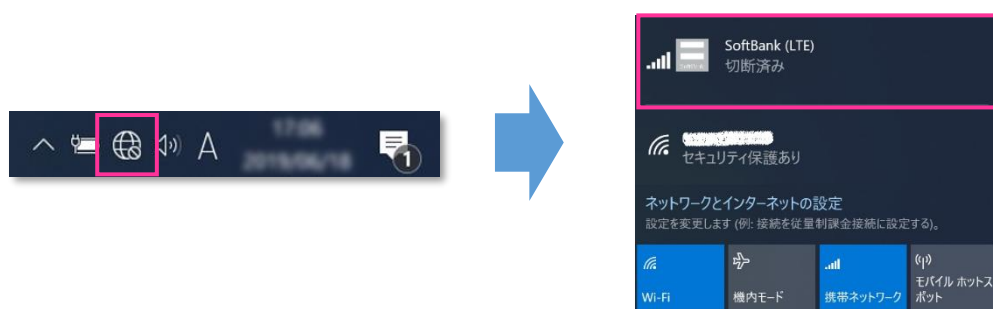 A
1
SoftBank (LTE)
切断済み
セキュリティ保護あり
ネットワークとインターネットの設定
設定を変更します (例: 接続を従量制課金接続に設定する)。
Wi-Fi
機内モード
携帯ネットワーク
モバイル ホットス
ポット